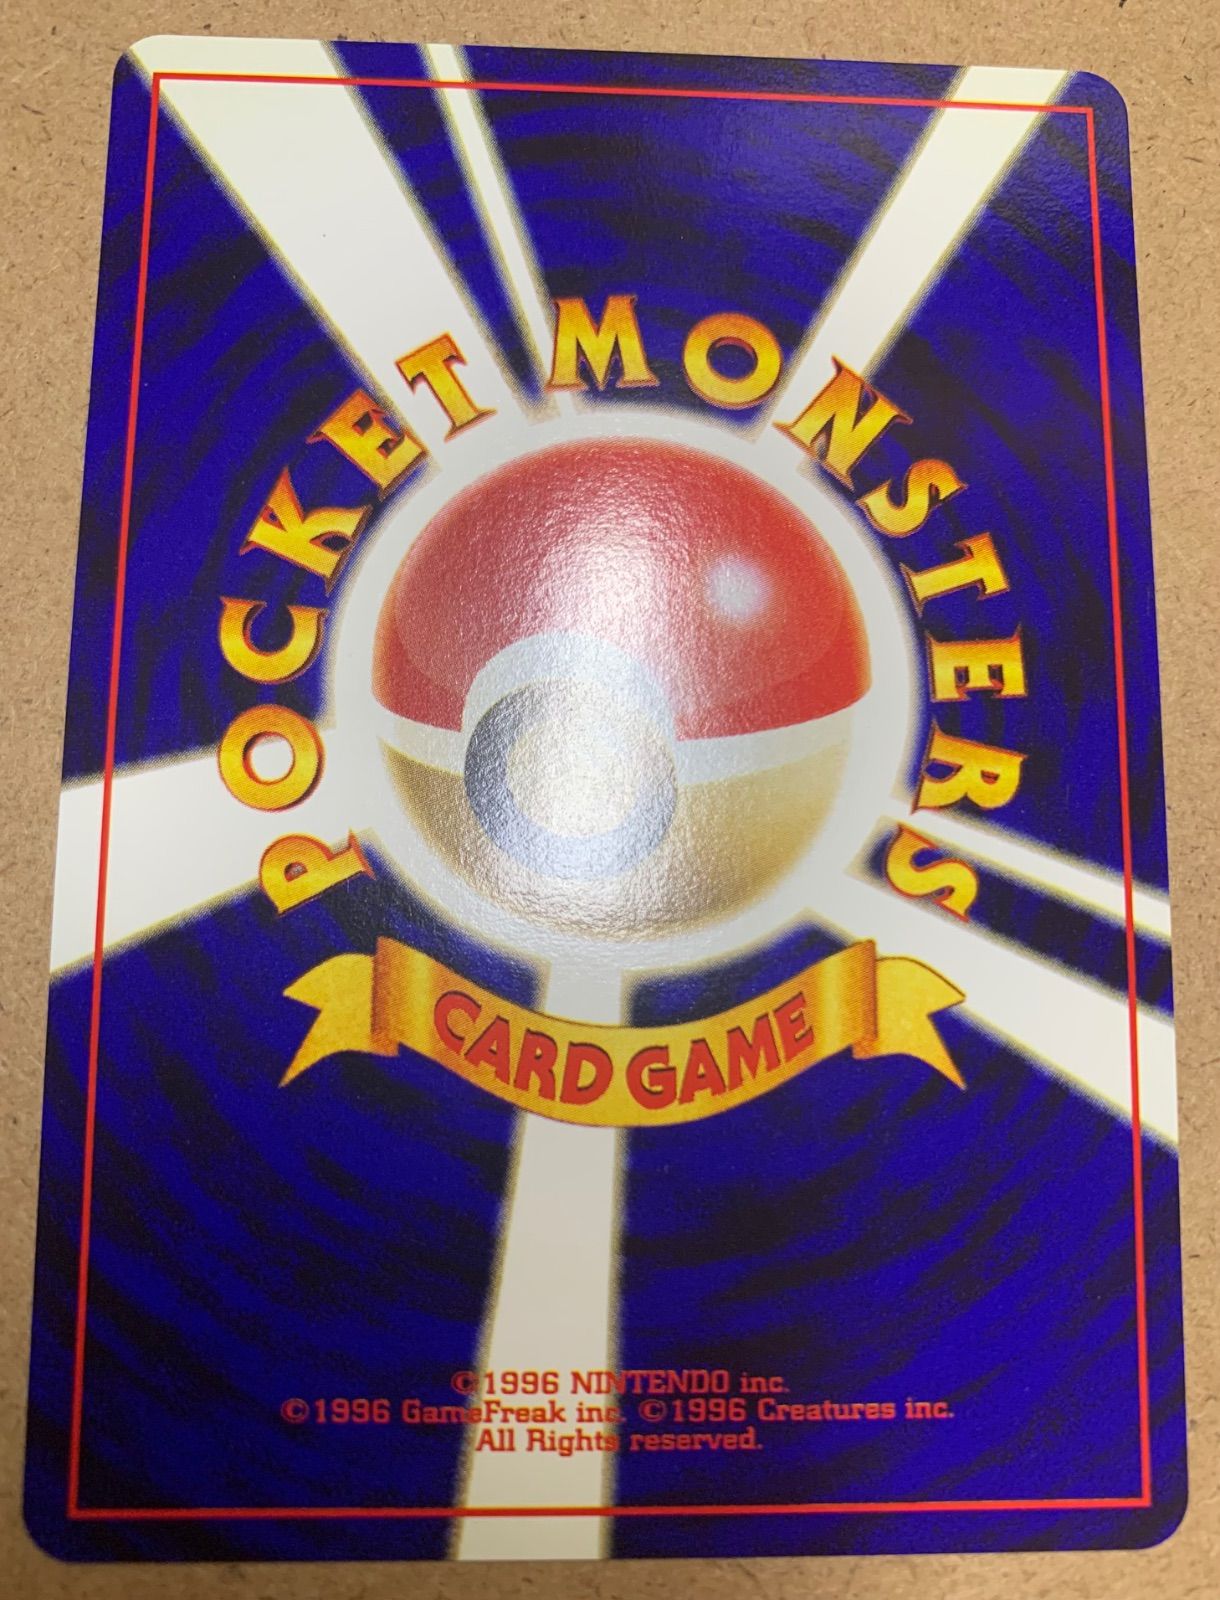 POCKET MONSTERS
CARD GAME
©1996 NINTENDO inc.
©1996 GameFreak inc. ©1996 Creatures inc.
All Rights reserved.